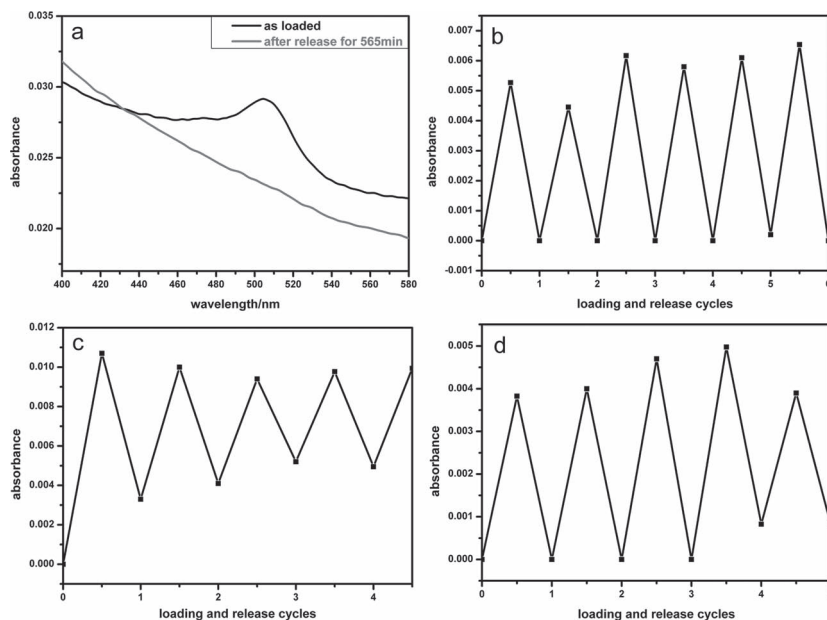 a
as loaded
after release for 565min
0.035
0.030
0.025
0.020
absorbance
400 420 440 460 480 500 520 540 560 580
wavelength/nm
b
0.007
0.006
0.005
0.004
0.003
0.002
0.001
0.000
-0.001
absorbance
0 1 2 3 4 5 6
loading and release cycles
c
0.012
0.010
0.008
0.006
0.004
0.002
0.000
absorbance
0 1 2 3 4
loading and release cycles
d
0.005
0.004
0.003
0.002
0.001
0.000
absorbance
0 1 2 3 4
loading and release cycles